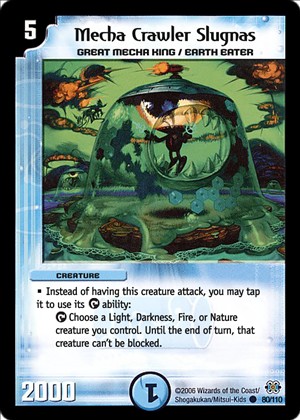 5
Mecha Crawler Slugnas
GREAT MECHA KING / EARTH EATER
CREATURE
▪ Instead of having this creature attack, you may tap
it to use its ability:
Choose a Light, Darkness, Fire, or Nature
creature you control. Until the end of turn, that
creature can't be blocked.
2000
©2006 Wizards of the Coast/
Shogakukan/Mitsui-Kids ● 80/110